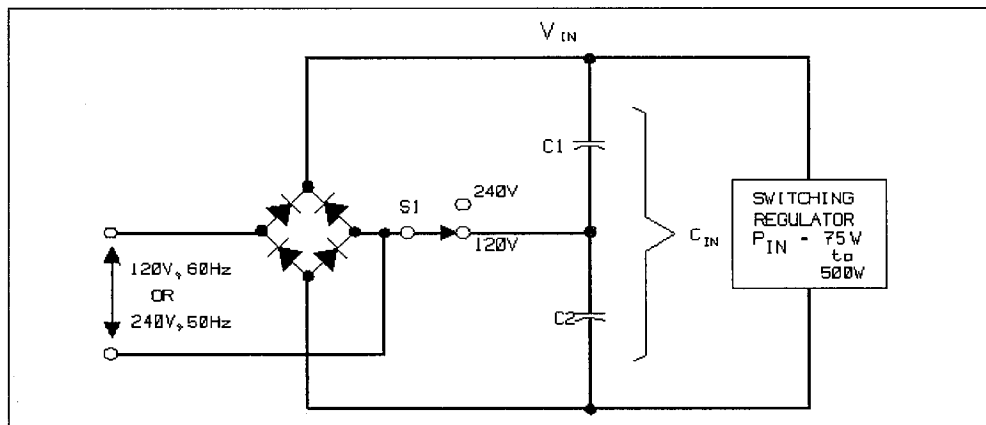 V IN
C1
240V
S1
120V
SWITCHING
REGULATOR
P IN - 75W
to
500W
C IN
120V, 60Hz
OR
240V, 50Hz
C2